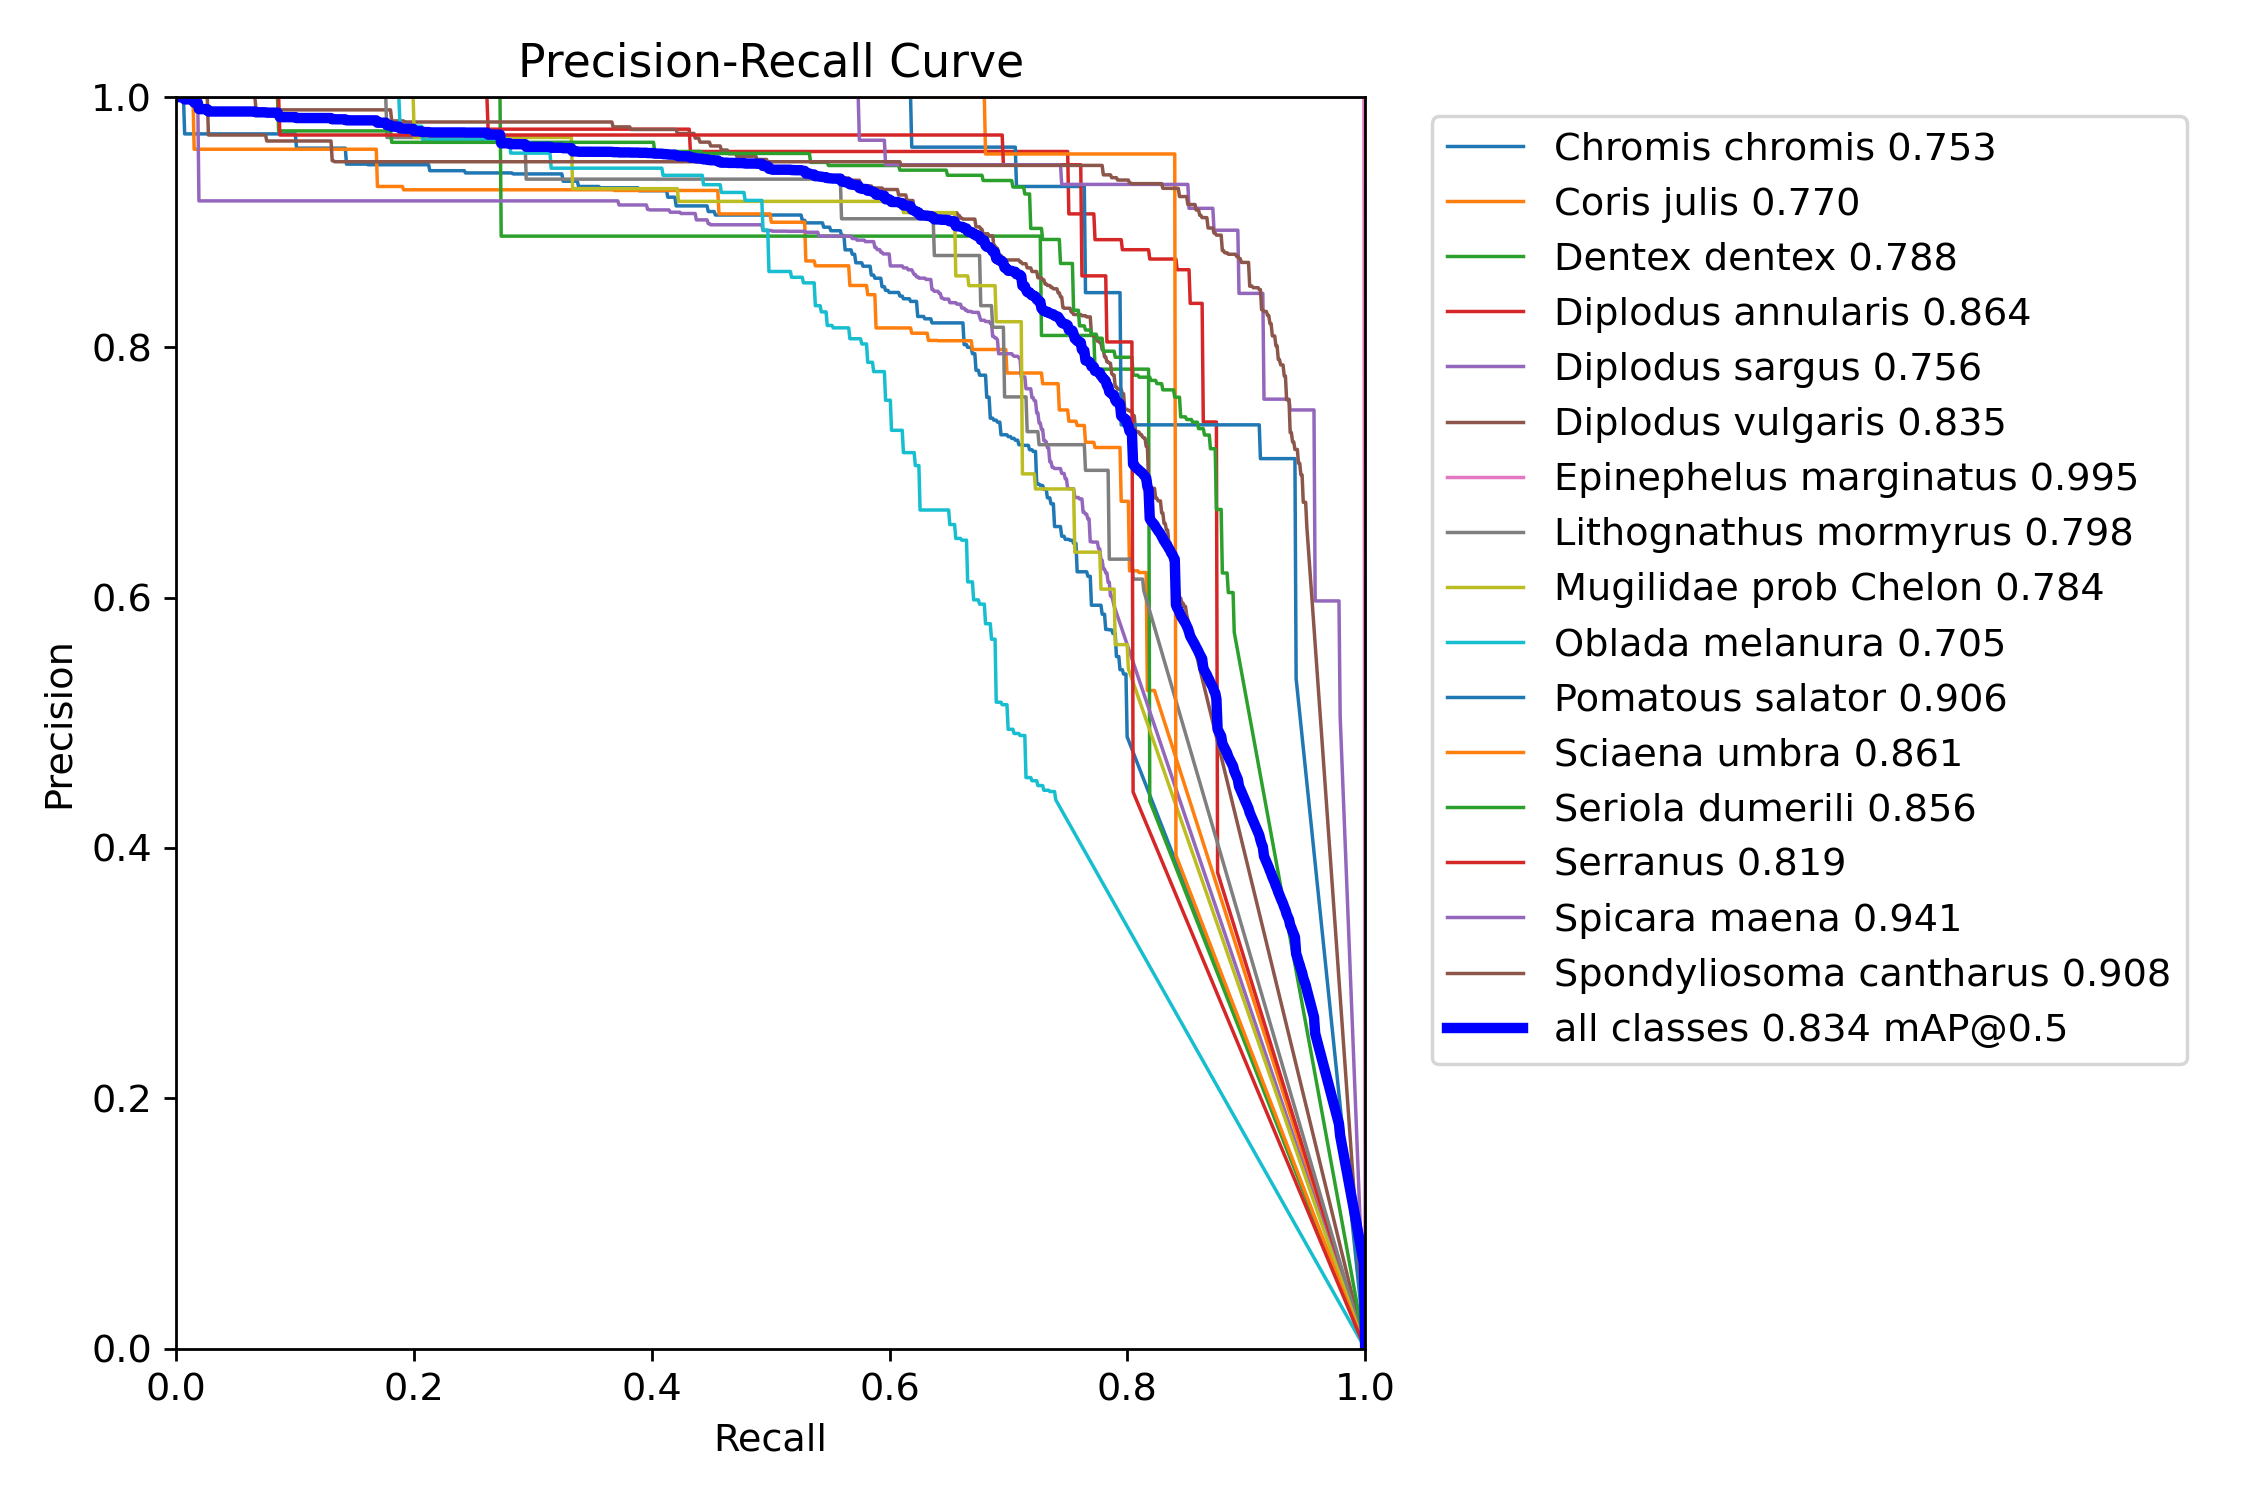 Precision-Recall Curve
1.0
0.8
0.6
0.4
0.2
0.0
Precision
0.0 0.2 0.4 0.6 0.8 1.0
Recall
Chromis chromis 0.753
Coris julis 0.770
Dentex dentex 0.788
Diplodus annularis 0.864
Diplodus sargus 0.756
Diplodus vulgaris 0.835
Epinephelus marginatus 0.995
Lithognathus mormyrus 0.798
Mugilidae prob Chelon 0.784
Oblada melanura 0.705
Pomatous salator 0.906
Sciaena umbra 0.861
Seriola dumerili 0.856
Serranus 0.819
Spicara maena 0.941
Spondyliosoma cantharus 0.908
all classes 0.834 mAP@0.5